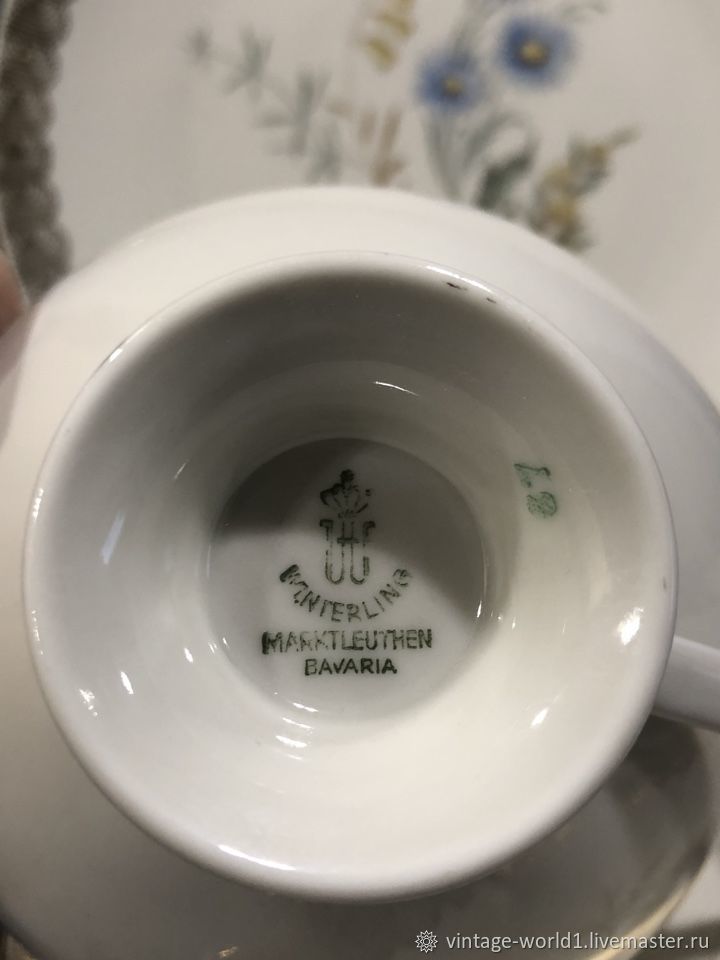 WINTERLING
MARKTLEUTHEN
BAVARIA
vintage-world1.livemaster.ru